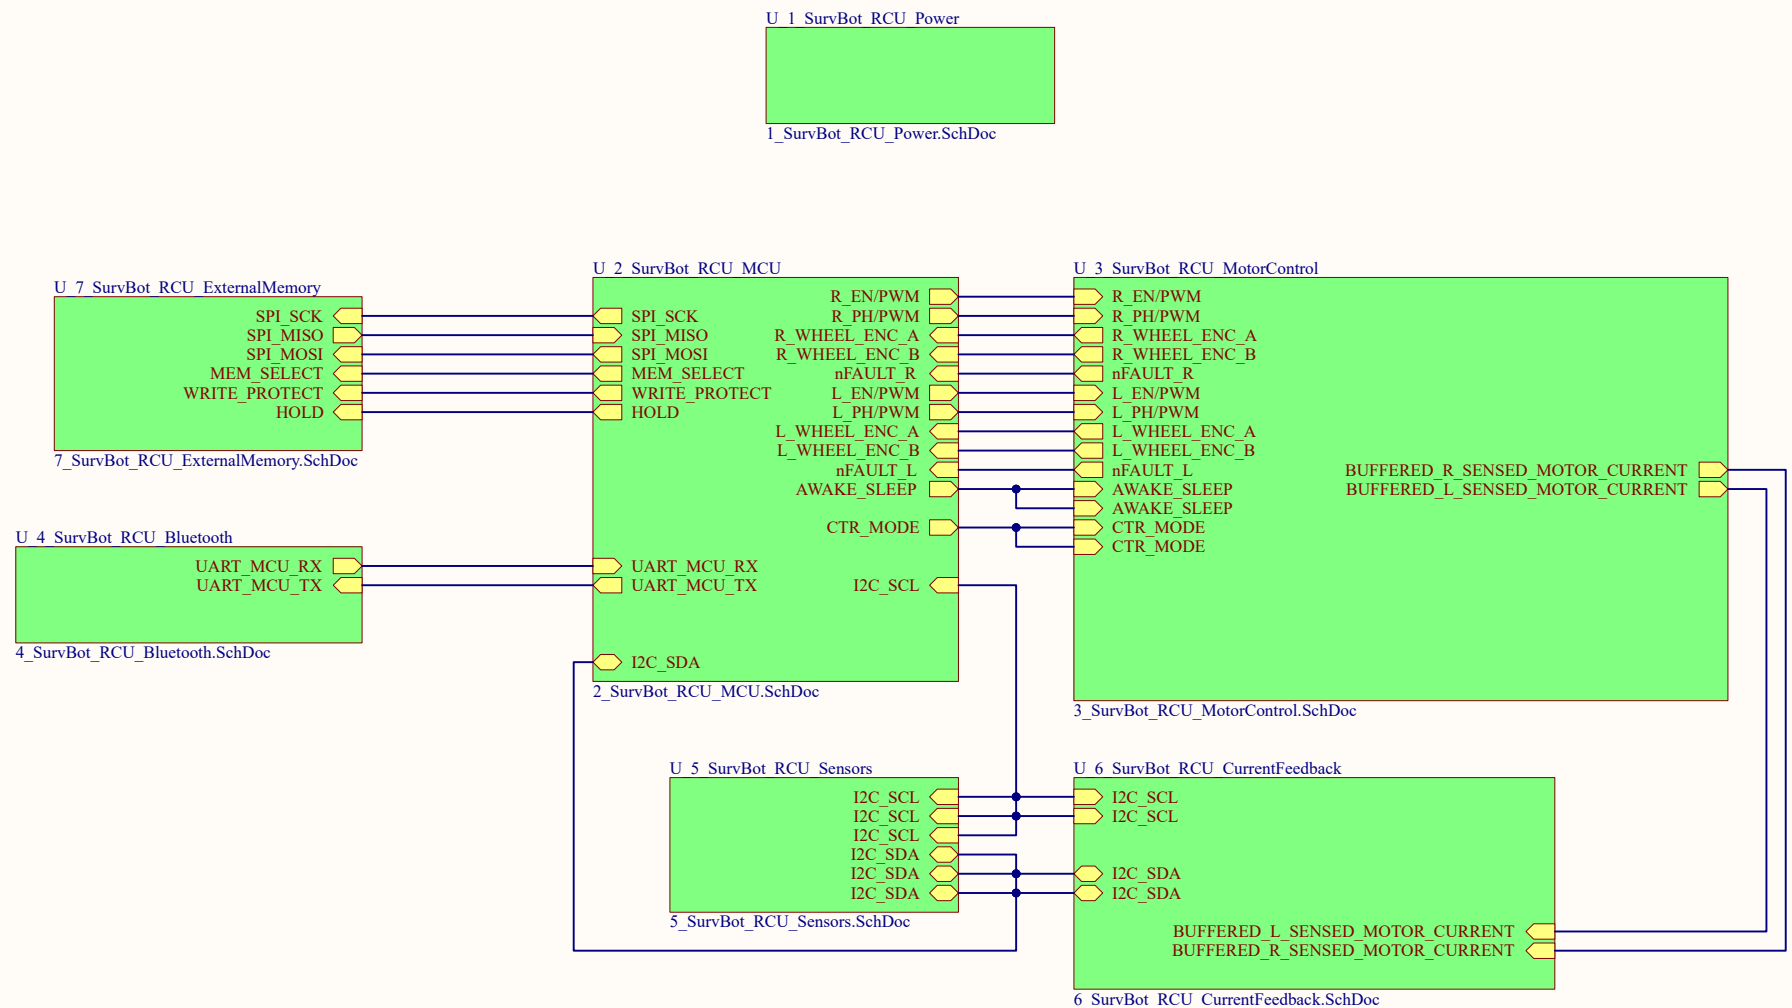 U_1_SurvBot_RCU_Power
1_SurvBot_RCU_Power.SchDoc
U_7_SurvBot_RCU_ExternalMemory
SPI_SCK
SPI_MISO
SPI_MOSI
MEM_SELECT
WRITE_PROTECT
HOLD
7_SurvBot_RCU_ExternalMemory.SchDoc
U_4_SurvBot_RCU_Bluetooth
UART_MCU_RX
UART_MCU_TX
4_SurvBot_RCU_Bluetooth.SchDoc
U_2_SurvBot_RCU_MCU
SPI_SCK
SPI_MISO
SPI_MOSI
MEM_SELECT
WRITE_PROTECT
HOLD
UART_MCU_RX
UART_MCU_TX
I2C_SDA
R_EN/PWM
R_PH/PWM
R_WHEEL_ENC_A
R_WHEEL_ENC_B
nFAULT_R
L_EN/PWM
L_PH/PWM
L_WHEEL_ENC_A
L_WHEEL_ENC_B
nFAULT_L
AWAKE_SLEEP
CTR_MODE
I2C_SCL
2_SurvBot_RCU_MCU.SchDoc
U_3_SurvBot_RCU_MotorControl
R_EN/PWM
R_PH/PWM
R_WHEEL_ENC_A
R_WHEEL_ENC_B
nFAULT_R
L_EN/PWM
L_PH/PWM
L_WHEEL_ENC_A
L_WHEEL_ENC_B
nFAULT_L
AWAKE_SLEEP
AWAKE_SLEEP
CTR_MODE
CTR_MODE
BUFFERED_R_SENSED_MOTOR_CURRENT
BUFFERED_L_SENSED_MOTOR_CURRENT
3_SurvBot_RCU_MotorControl.SchDoc
U_5_SurvBot_RCU_Sensors
I2C_SCL
I2C_SCL
I2C_SCL
I2C_SDA
I2C_SDA
I2C_SDA
5_SurvBot_RCU_Sensors.SchDoc
U_6_SurvBot_RCU_CurrentFeedback
I2C_SCL
I2C_SCL
I2C_SDA
I2C_SDA
BUFFERED_L_SENSED_MOTOR_CURRENT
BUFFERED_R_SENSED_MOTOR_CURRENT
6_SurvBot_RCU_CurrentFeedback.SchDoc